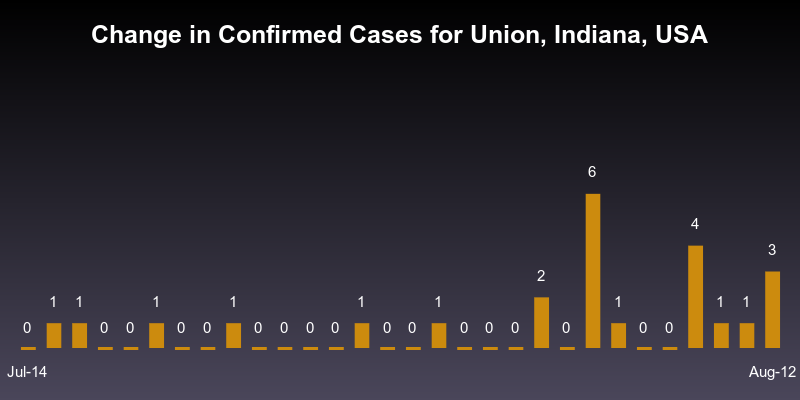 Change in Confirmed Cases for Union, Indiana, USA
6
4
3
2
1 1 1 1 1 1 1 1 1
0 0 0 0 0 0 0 0 0 0 0 0 0 0 0 0 0
Jul-14 Aug-12